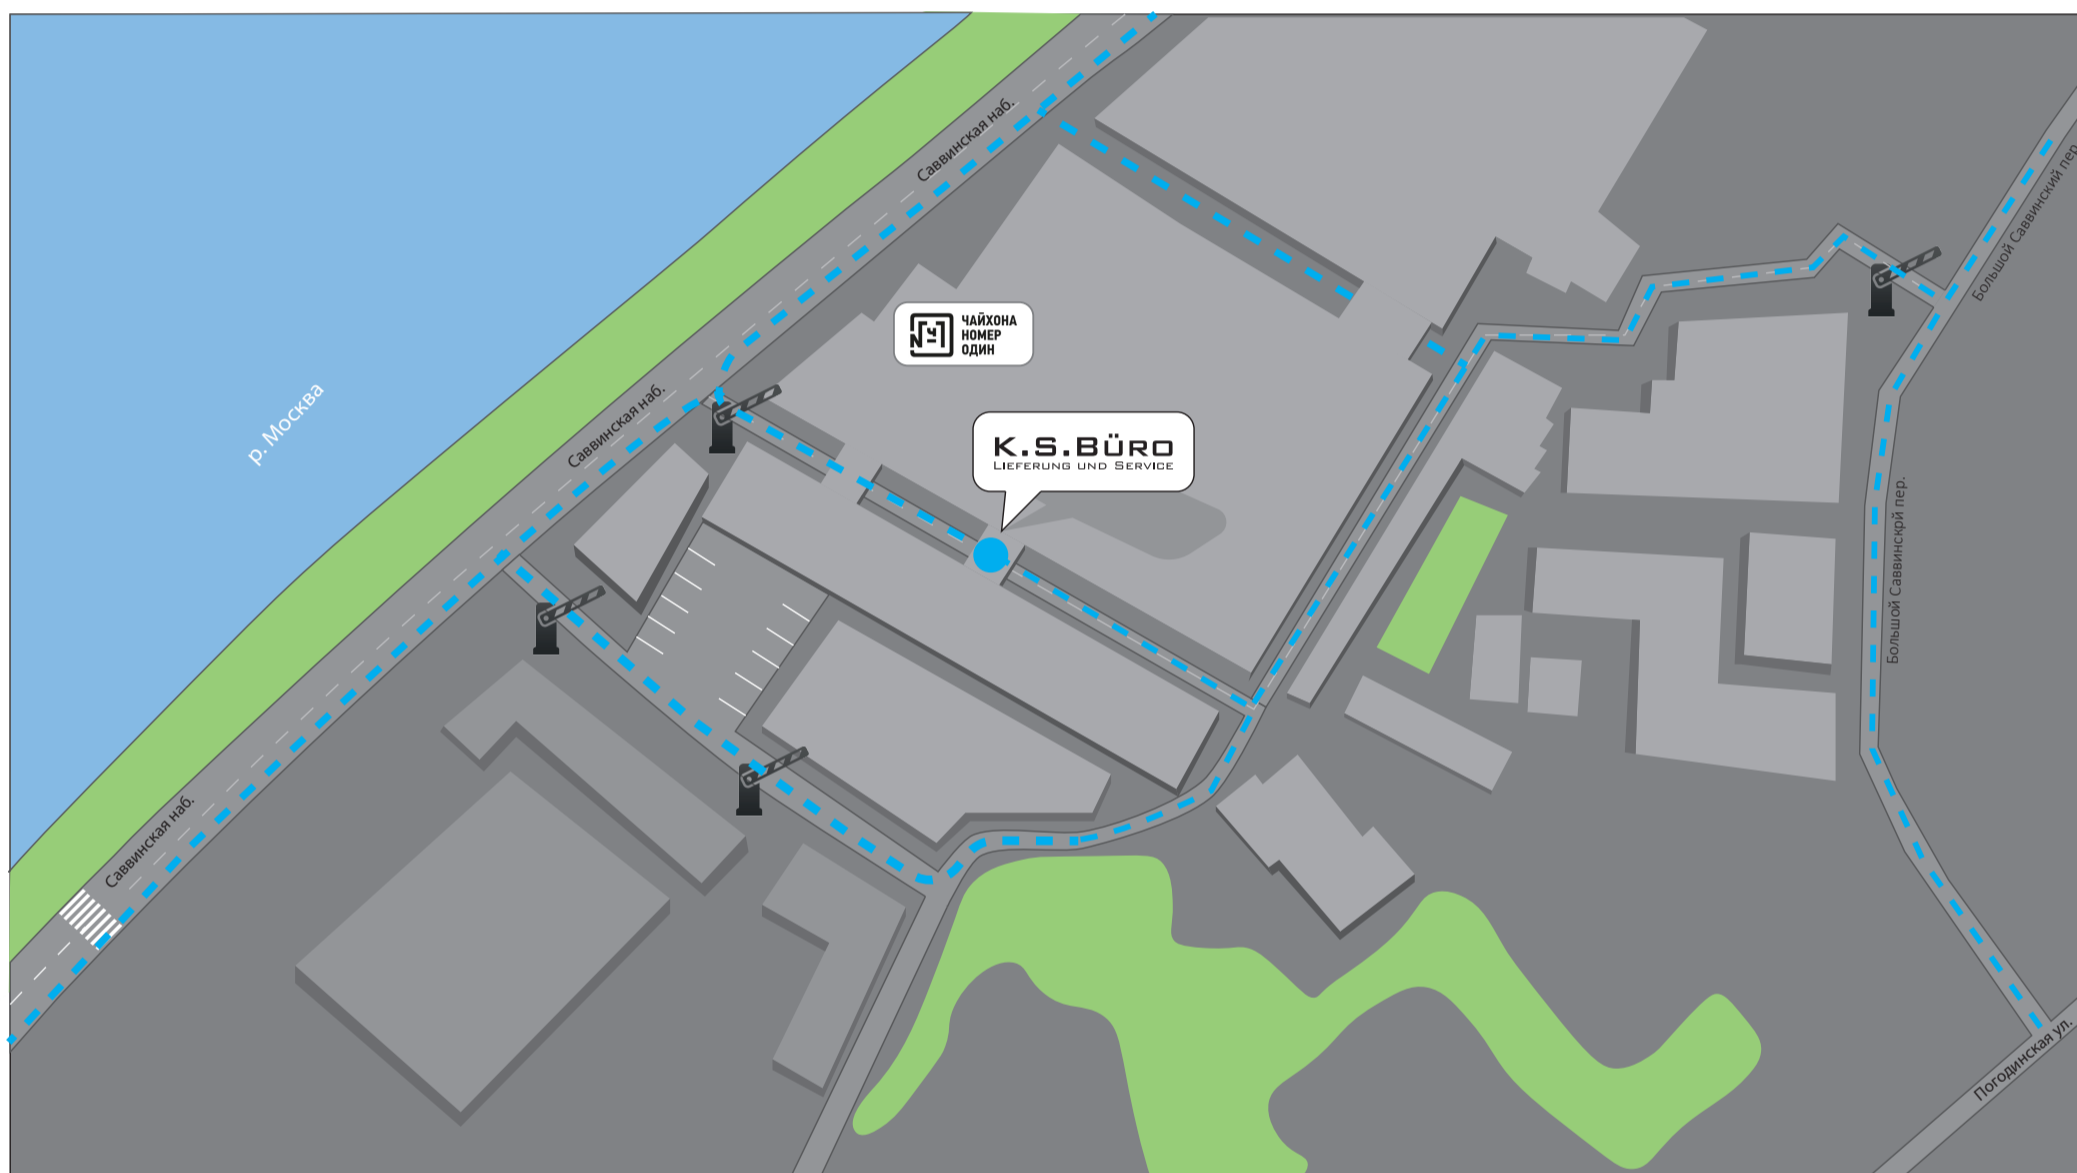 Саввинская наб.
Большой Саввинский пер.
ЧАЙХОНА
НОМЕР
ОДИН
р. Москва
Саввинская наб.
K.S.BÜRO
LIEFERUNG UND SERVICE
Большой Саввинскрй пер.
Саввинская наб.
Погодинская ул.